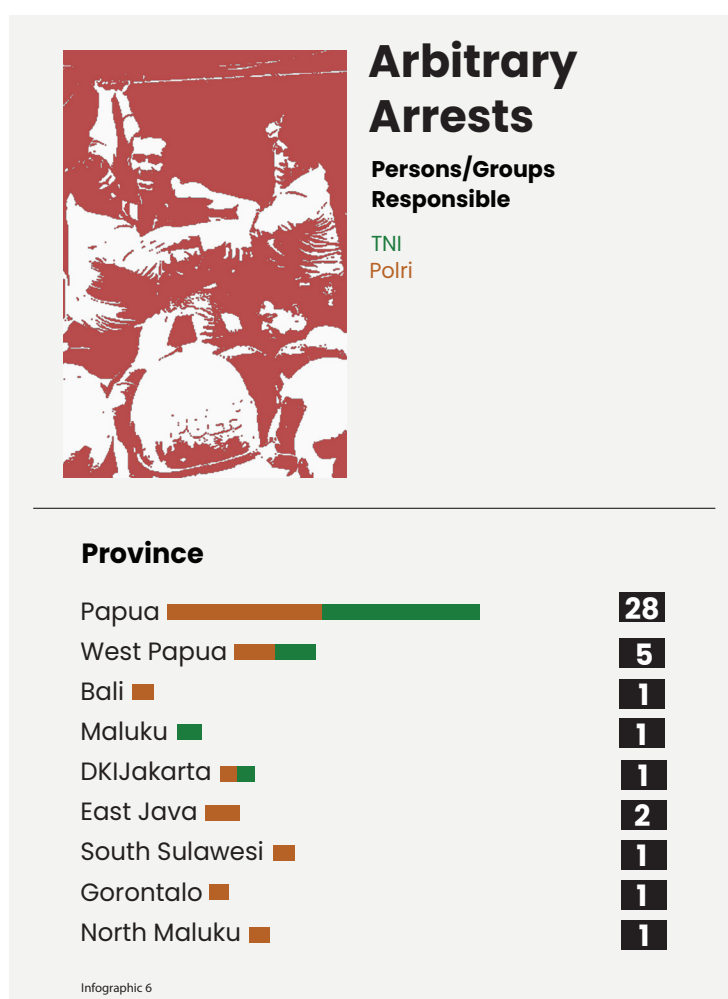 Arbitrary
Arrests
Persons/Groups
Responsible
TNI
Polri
Province
Papua 28
West Papua 5
Bali 1
Maluku 1
DKIJakarta 1
East Java 2
South Sulawesi 1
Gorontalo 1
North Maluku 1
Infographic 6